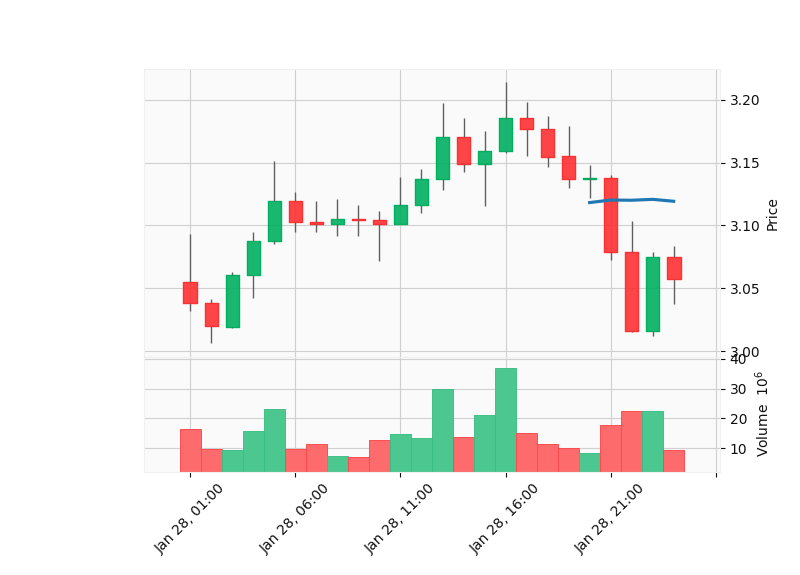 3.20
3.15
3.10
3.05
3.00
Price
40
30
20
10
Volume 10^6
Jan 28, 01:00
Jan 28, 06:00
Jan 28, 11:00
Jan 28, 16:00
Jan 28, 21:00